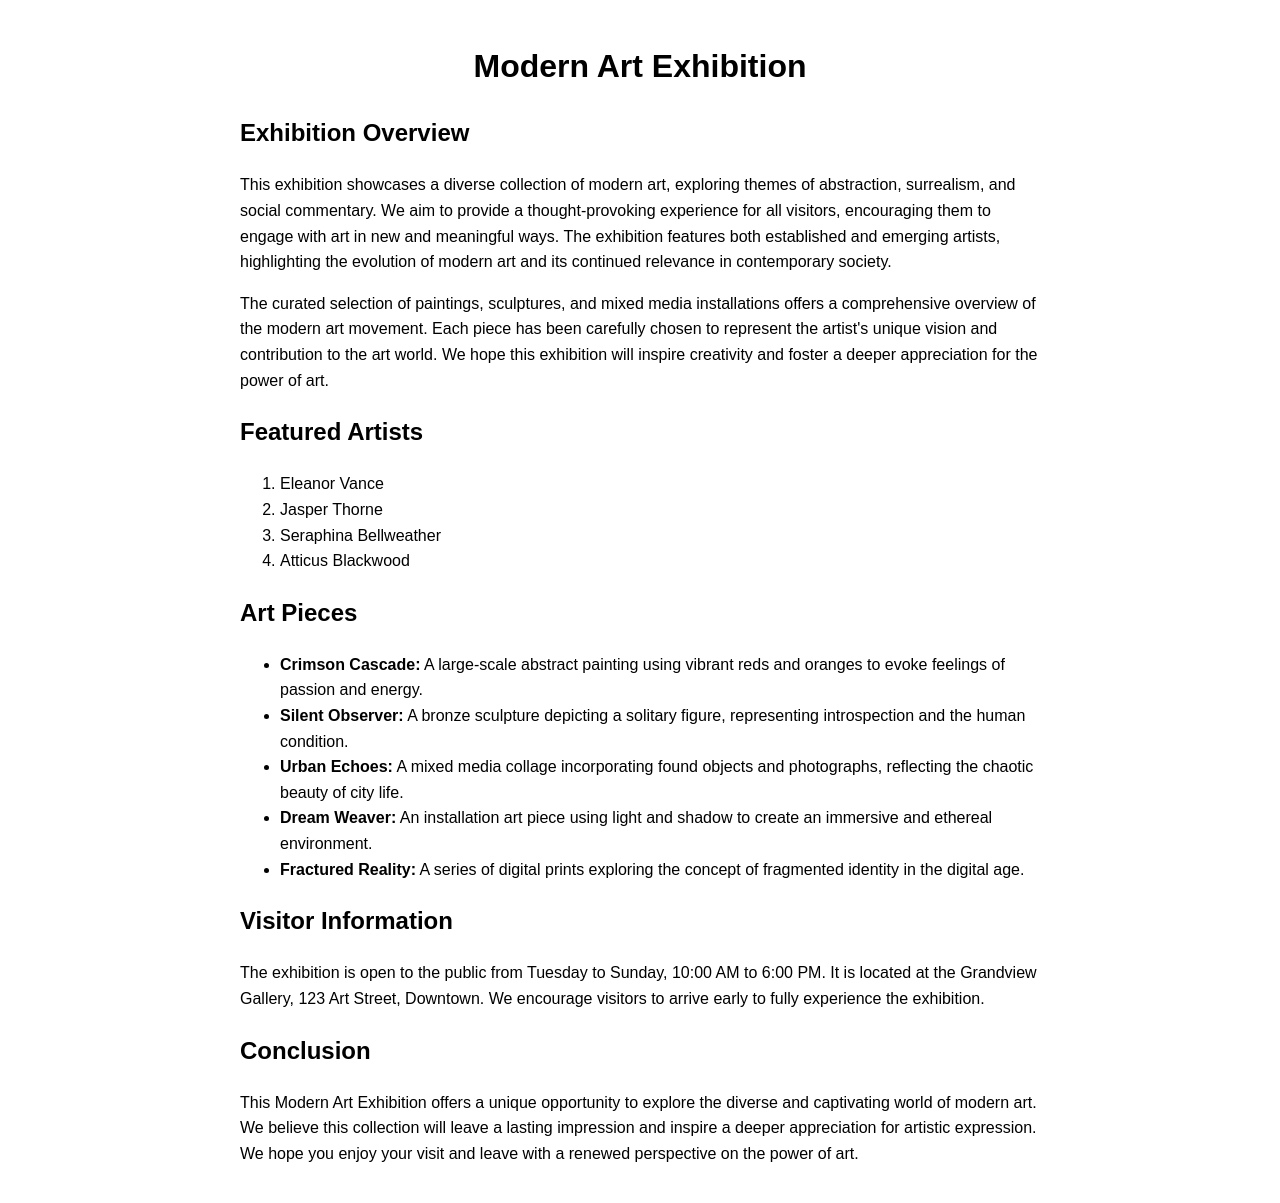 Modern Art Exhibition
Exhibition Overview
This exhibition showcases a diverse collection of modern art, exploring themes of abstraction, surrealism, and
social commentary. We aim to provide a thought-provoking experience for all visitors, encouraging them to
engage with art in new and meaningful ways. The exhibition features both established and emerging artists,
highlighting the evolution of modern art and its continued relevance in contemporary society.
The curated selection of paintings, sculptures, and mixed media installations offers a comprehensive overview of
the modern art movement. Each piece has been carefully chosen to represent the artist's unique vision and
contribution to the art world. We hope this exhibition will inspire creativity and foster a deeper appreciation for the
power of art.
Featured Artists
1. Eleanor Vance
2. Jasper Thorne
3. Seraphina Bellweather
4. Atticus Blackwood
Art Pieces
• Crimson Cascade: A large-scale abstract painting using vibrant reds and oranges to evoke feelings of
passion and energy.
• Silent Observer: A bronze sculpture depicting a solitary figure, representing introspection and the human
condition.
• Urban Echoes: A mixed media collage incorporating found objects and photographs, reflecting the chaotic
beauty of city life.
• Dream Weaver: An installation art piece using light and shadow to create an immersive and ethereal
environment.
• Fractured Reality: A series of digital prints exploring the concept of fragmented identity in the digital age.
Visitor Information
The exhibition is open to the public from Tuesday to Sunday, 10:00 AM to 6:00 PM. It is located at the Grandview
Gallery, 123 Art Street, Downtown. We encourage visitors to arrive early to fully experience the exhibition.
Conclusion
This Modern Art Exhibition offers a unique opportunity to explore the diverse and captivating world of modern art.
We believe this collection will leave a lasting impression and inspire a deeper appreciation for artistic expression.
We hope you enjoy your visit and leave with a renewed perspective on the power of art.